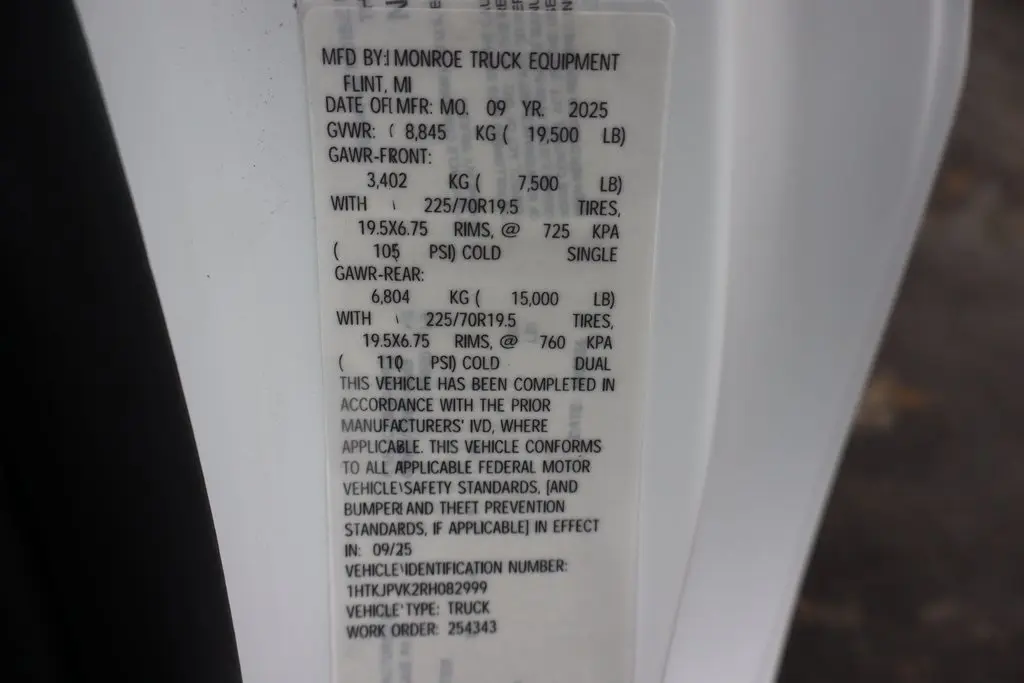 MFD BY: MONROE TRUCK EQUIPMENT
FLINT, MI
DATE OF MFR: MO. 09 YR. 2025
GVWR: ( 8,845 KG ( 19,500 LB)
GAWR-FRONT:
3,402 KG ( 7,500 LB)
WITH 225/70R19.5 TIRES,
19.5X6.75 RIMS, @ 725 KPA
( 105 PSI) COLD SINGLE
GAWR-REAR:
6,804 KG ( 15,000 LB)
WITH 225/70R19.5 TIRES,
19.5X6.75 RIMS, @ 760 KPA
( 110 PSI) COLD DUAL
THIS VEHICLE HAS BEEN COMPLETED IN
ACCORDANCE WITH THE PRIOR
MANUFACTURERS' IVD, WHERE
APPLICABLE. THIS VEHICLE CONFORMS
TO ALL APPLICABLE FEDERAL MOTOR
VEHICLE SAFETY STANDARDS, [AND
BUMPER AND THEFT PREVENTION
STANDARDS, IF APPLICABLE] IN EFFECT
IN: 09/25
VEHICLE IDENTIFICATION NUMBER:
1HTKJPVK2RH082999
VEHICLE TYPE: TRUCK
WORK ORDER: 254343